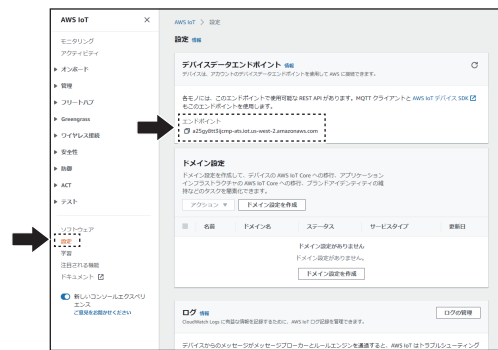 AWS IoT ×
モニタリング
アクティビティ
オンボード
管理
フリートハブ
Greengrass
ワイヤレス接続
安全性
防御
ACT
テスト
ソフトウェア
設定
学習
注目される機能
ドキュメント
新しいコンソールエクスペリ
エンス
ご意見をお聞かせください
AWS IoT > 設定
設定 情報
デバイスデータエンドポイント 情報
デバイスは、アカウントのデバイスデータエンドポイントを使用して AWS に接続できます。
各モノには、このエンドポイントで使用可能な REST API があります。MQTT クライアントと AWS IoT デバイス SDK
もこのエンドポイントを使用します。
エンドポイント
ドメイン設定
ドメイン設定を作成して、デバイスの AWS IoT Core への移行、アプリケーション
インフラストラクチャの AWS IoT Core への移行、ブランドアイデンティティの維
持などのタスクを簡素化できます。
アクション ▼ ドメイン設定を作成
名前 ドメイン名 ステータス サービスタイプ 更新日
ドメイン設定がありません
ドメイン設定がありません。
ドメイン設定を作成
ログ 情報 ログの管理
CloudWatch Logs に有益な情報を記録するために、AWS IoT ログ記録を管理できます。
デバイスからのメッセージがメッセージブローカーとルールエンジンを通過すると、AWS IoT はトラブルシューティング